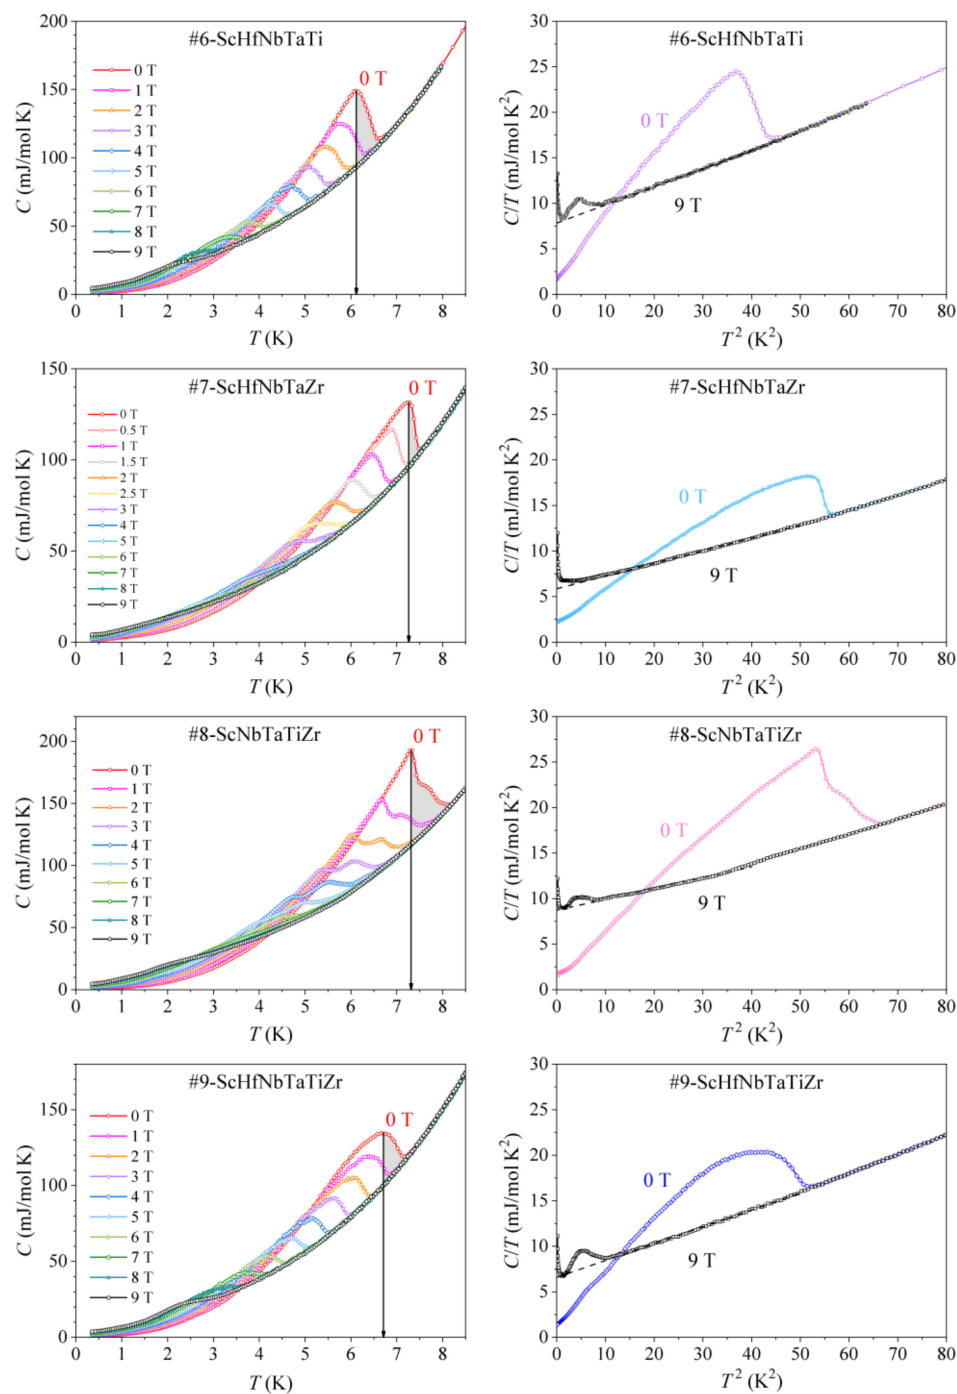 #6-ScHfNbTaTi
0 T
0 T
1 T
2 T
3 T
4 T
5 T
6 T
7 T
8 T
9 T
200
150
100
50
0
C (mJ/mol K)
0 1 2 3 4 5 6 7 8
T (K)
#6-ScHfNbTaTi
0 T
9 T
30
25
20
15
10
5
0
C/T (mJ/mol K²)
0 10 20 30 40 50 60 70 80
T ² (K²)
#7-ScHfNbTaZr
0 T
0 T
0.5 T
1 T
1.5 T
2 T
2.5 T
3 T
4 T
5 T
6 T
7 T
8 T
9 T
150
100
50
0
C (mJ/mol K)
0 1 2 3 4 5 6 7 8
T (K)
#7-ScHfNbTaZr
0 T
9 T
30
25
20
15
10
5
0
C/T (mJ/mol K²)
0 10 20 30 40 50 60 70 80
T ² (K²)
#8-ScNbTaTiZr
0 T
0 T
1 T
2 T
3 T
4 T
5 T
6 T
7 T
8 T
9 T
200
150
100
50
0
C (mJ/mol K)
0 1 2 3 4 5 6 7 8
T (K)
#8-ScNbTaTiZr
0 T
9 T
30
25
20
15
10
5
0
C/T (mJ/mol K²)
0 10 20 30 40 50 60 70 80
T ² (K²)
#9-ScHfNbTaTiZr
0 T
0 T
1 T
2 T
3 T
4 T
5 T
6 T
7 T
8 T
9 T
150
100
50
0
C (mJ/mol K)
0 1 2 3 4 5 6 7 8
T (K)
#9-ScHfNbTaTiZr
0 T
9 T
30
25
20
15
10
5
0
C/T (mJ/mol K²)
0 10 20 30 40 50 60 70 80
T ² (K²)